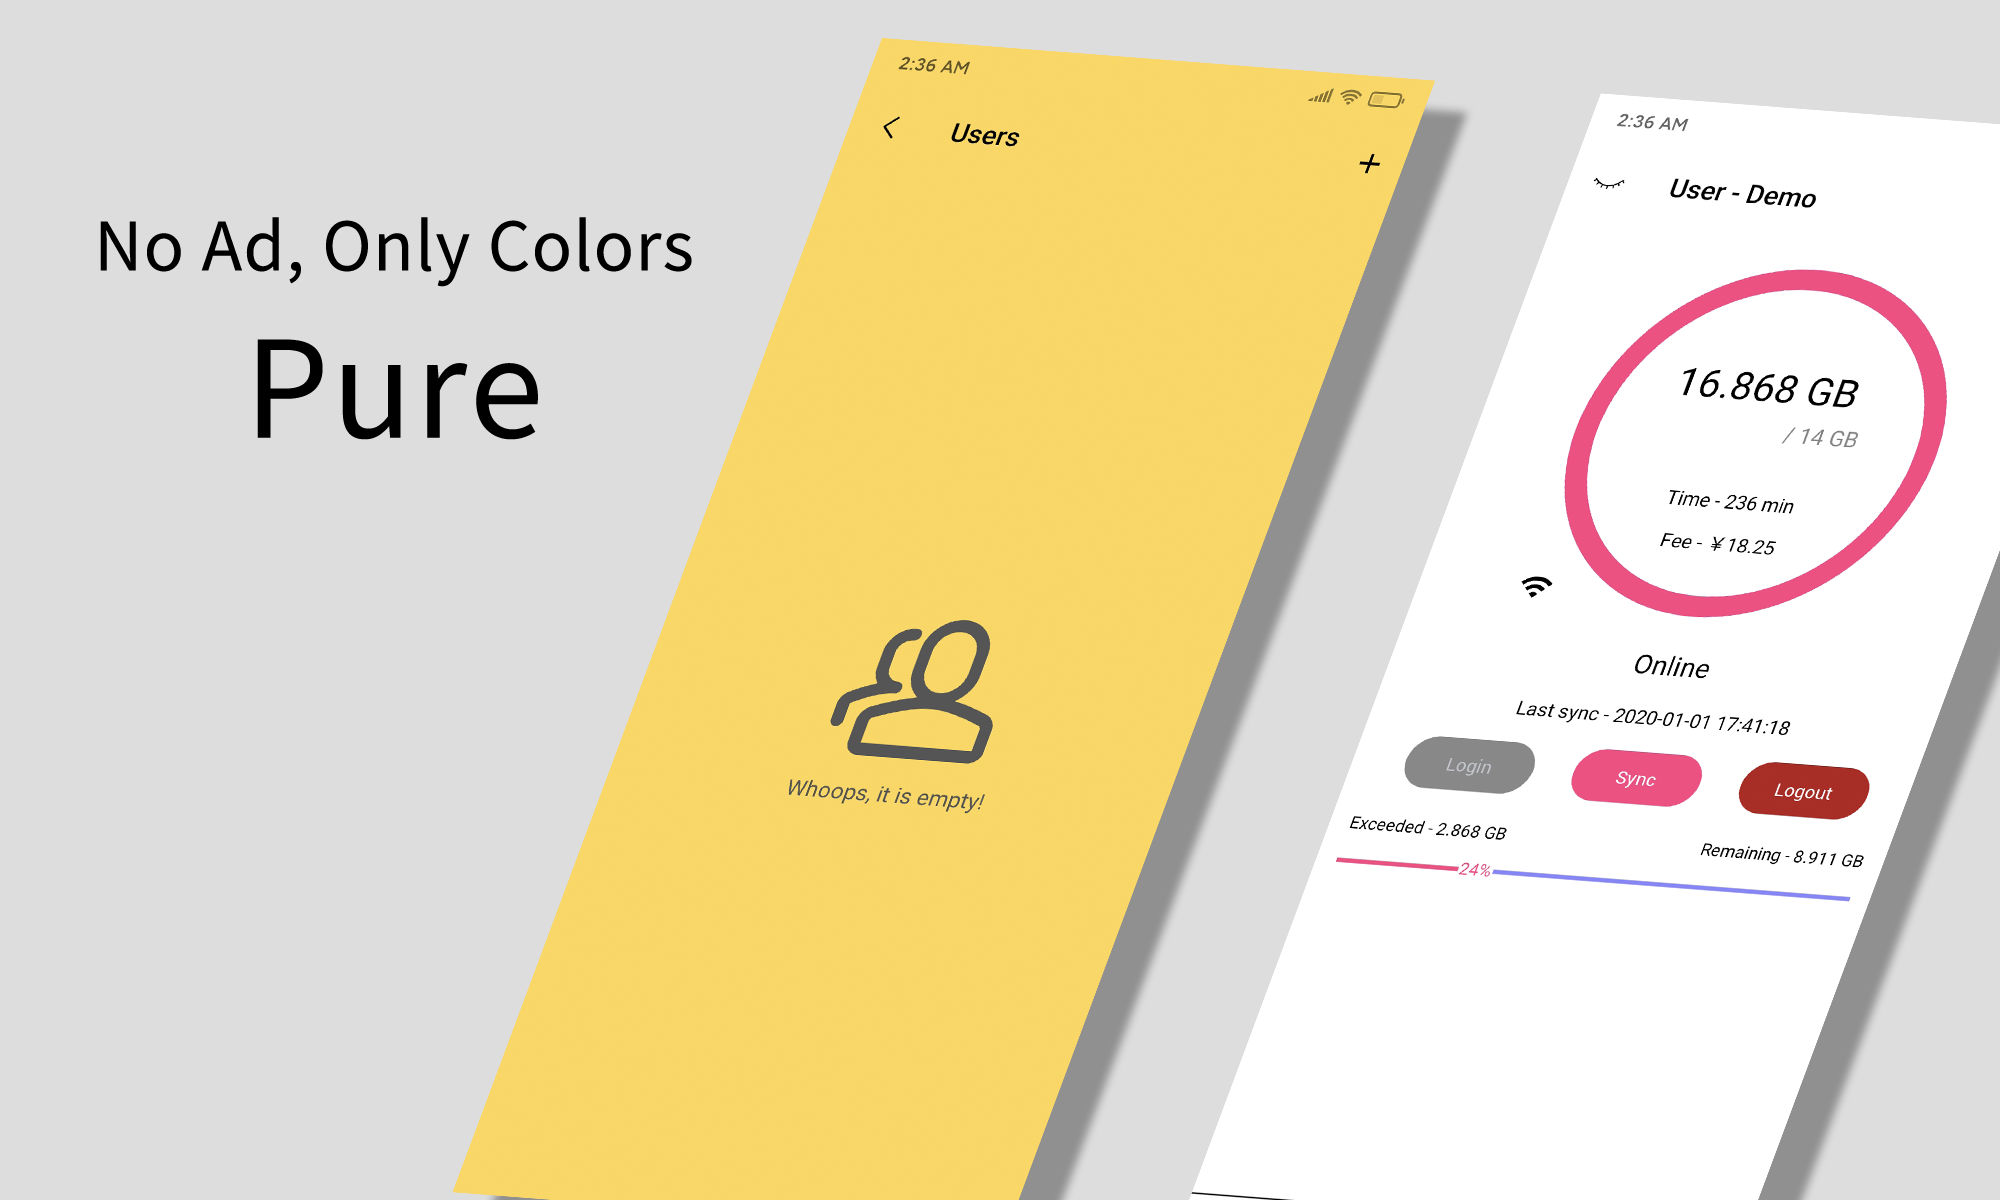 No Ad, Only Colors
Pure
2:36 AM
Users
+
Whoops, it is empty!
2:36 AM
User - Demo
16.868 GB
/ 14 GB
Time - 236 min
Fee - ￥18.25
Online
Last sync - 2020-01-01 17:41:18
Login
Sync
Logout
Exceeded - 2.868 GB
Remaining - 8.911 GB
24%